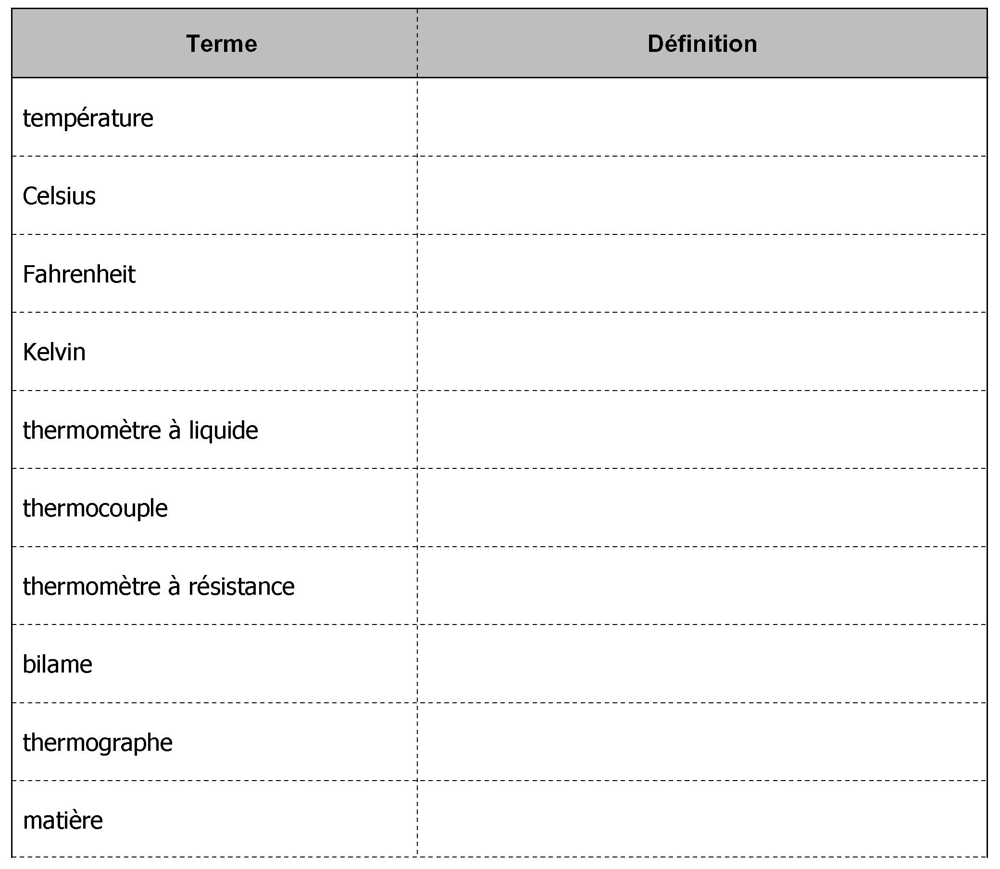 Terme Définition
température
Celsius
Fahrenheit
Kelvin
thermomètre à liquide
thermocouple
thermomètre à résistance
bilame
thermographe
matière